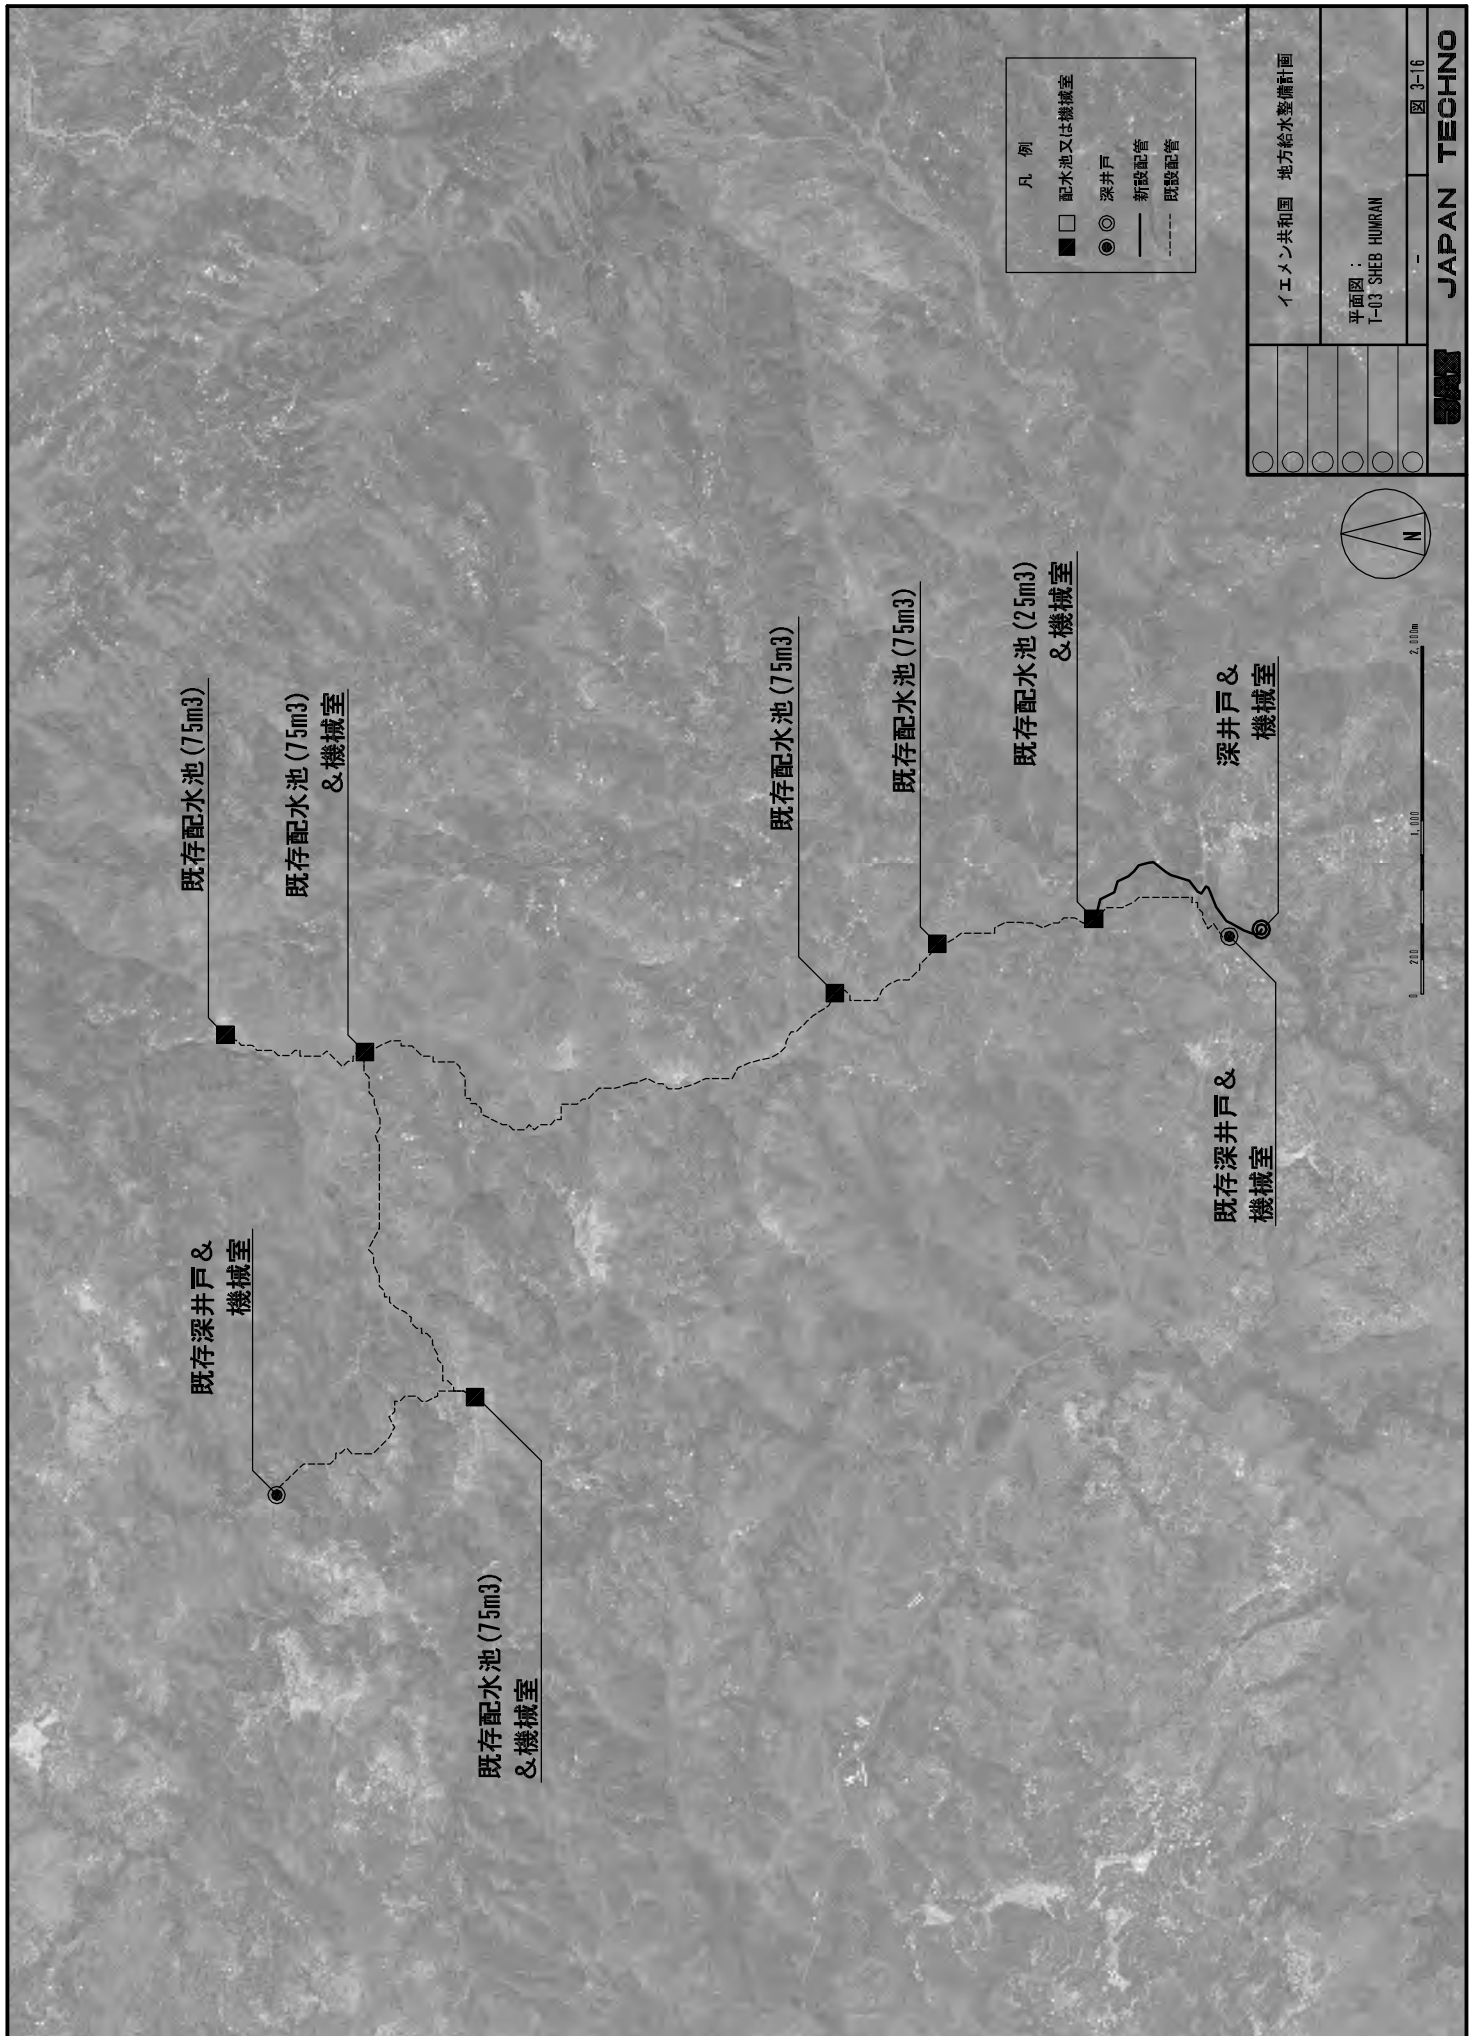 既存配水池(75m3)
既存配水池(75m3)
&機械室
既存深井戸&
機械室
既存配水池(75m3)
&機械室
既存配水池(75m3)
既存配水池(75m3)
既存配水池(25m3)
&機械室
深井戸&
機械室
既存深井戸&
機械室
凡 例
配水池又は機械室
深井戸
新設配管
既設配管
0 200 1,000 2,000m
N
イエメン共和国 地方給水整備計画
平面図 :
T-03 SHEB HUMRAN
- 図 3-16
JAPAN TECHNO